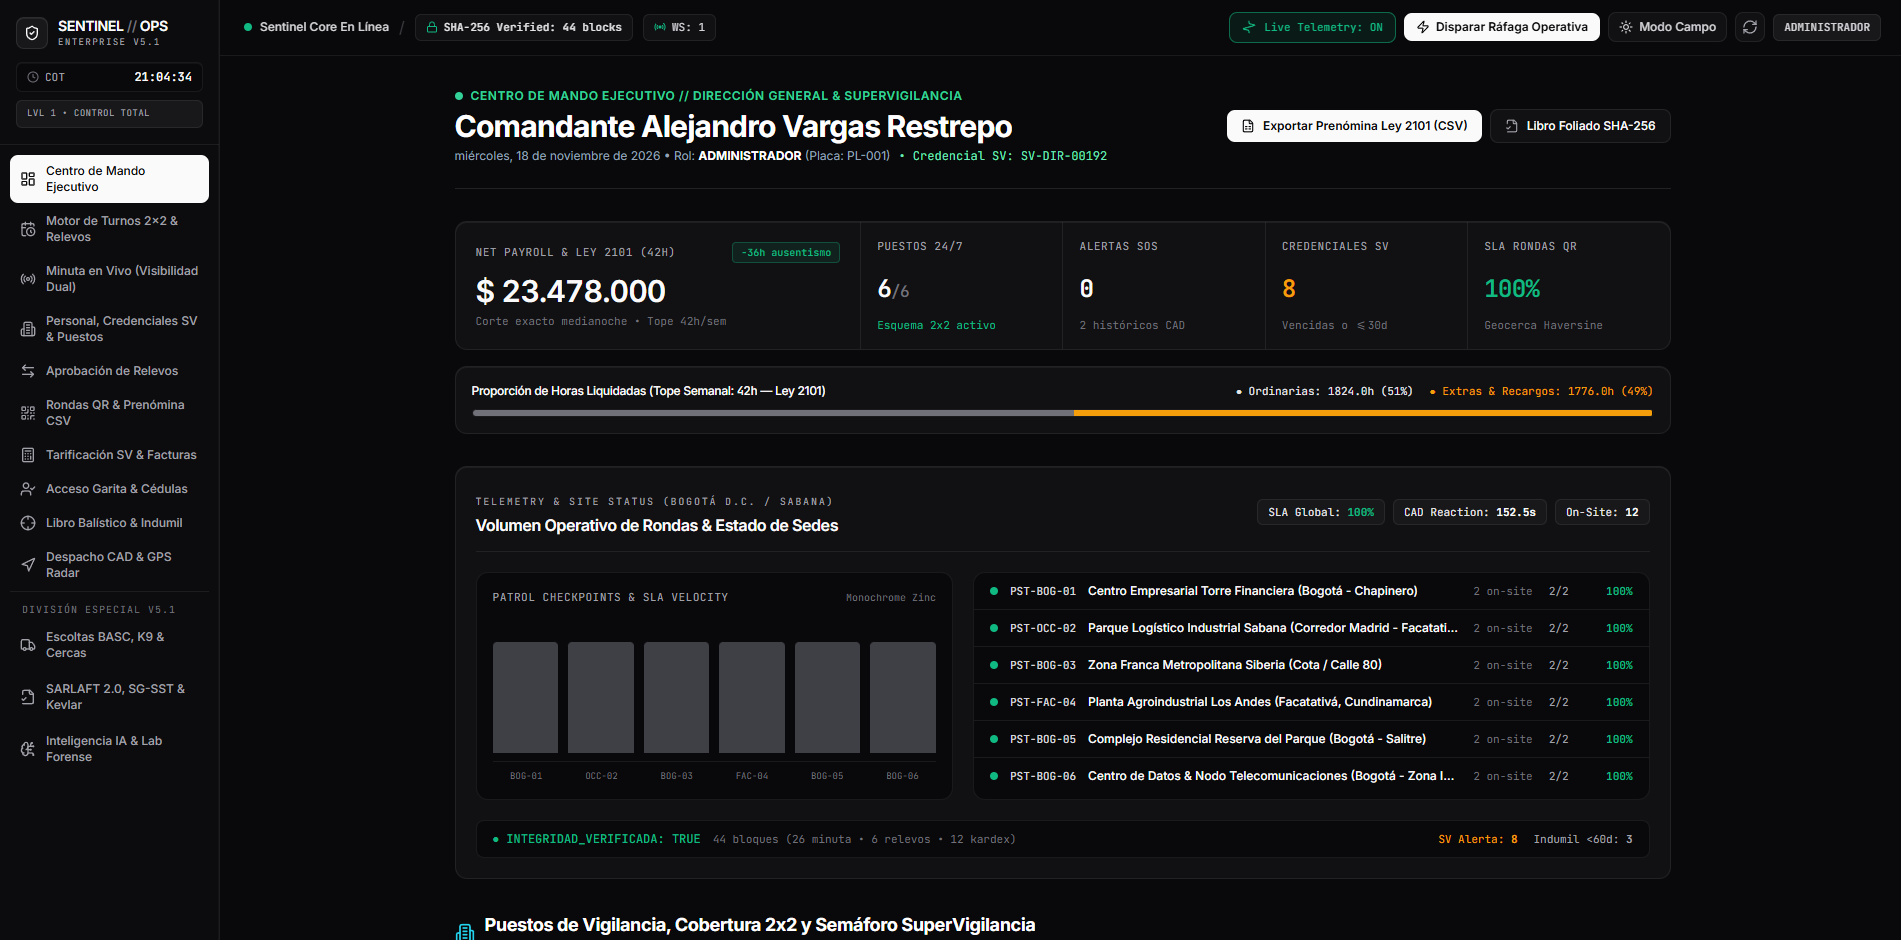 SENTINEL // OPS
ENTERPRISE V5.1
COT 21:04:34
LVL 1 • CONTROL TOTAL
Centro de Mando
Ejecutivo
Motor de Turnos 2×2 &
Relevos
Minuta en Vivo (Visibilidad
Dual)
Personal, Credenciales SV
& Puestos
Aprobación de Relevos
Rondas QR & Prenómina
CSV
Tarificación SV & Facturas
Acceso Garita & Cédulas
Libro Balístico & Indumil
Despacho CAD & GPS
Radar
DIVISIÓN ESPECIAL V5.1
Escoltas BASC, K9 &
Cercas
SARLAFT 2.0, SG-SST &
Kevlar
Inteligencia IA & Lab
Forense
Sentinel Core En Línea / SHA-256 Verified: 44 blocks WS: 1
Live Telemetry: ON Disparar Ráfaga Operativa Modo Campo ADMINISTRADOR
CENTRO DE MANDO EJECUTIVO // DIRECCIÓN GENERAL & SUPERVIGILANCIA
Comandante Alejandro Vargas Restrepo
miércoles, 18 de noviembre de 2026 • Rol: ADMINISTRADOR (Placa: PL-001) • Credencial SV: SV-DIR-00192
Exportar Prenómina Ley 2101 (CSV) Libro Foliado SHA-256
NET PAYROLL & LEY 2101 (42H) -36h ausentismo
$ 23.478.000
Corte exacto medianoche • Tope 42h/sem
PUESTOS 24/7
6/6
Esquema 2x2 activo
ALERTAS SOS
0
2 históricos CAD
CREDENCIALES SV
8
Vencidas o ≤30d
SLA RONDAS QR
100%
Geocerca Haversine
Proporción de Horas Liquidadas (Tope Semanal: 42h — Ley 2101) • Ordinarias: 1824.0h (51%) • Extras & Recargos: 1776.0h (49%)
TELEMETRY & SITE STATUS (BOGOTÁ D.C. / SABANA)
Volumen Operativo de Rondas & Estado de Sedes
SLA Global: 100% CAD Reaction: 152.5s On-Site: 12
PATROL CHECKPOINTS & SLA VELOCITY Monochrome Zinc
BOG-01 OCC-02 BOG-03 FAC-04 BOG-05 BOG-06
PST-BOG-01 Centro Empresarial Torre Financiera (Bogotá - Chapinero) 2 on-site 2/2 100%
PST-OCC-02 Parque Logístico Industrial Sabana (Corredor Madrid - Facatati... 2 on-site 2/2 100%
PST-BOG-03 Zona Franca Metropolitana Siberia (Cota / Calle 80) 2 on-site 2/2 100%
PST-FAC-04 Planta Agroindustrial Los Andes (Facatativá, Cundinamarca) 2 on-site 2/2 100%
PST-BOG-05 Complejo Residencial Reserva del Parque (Bogotá - Salitre) 2 on-site 2/2 100%
PST-BOG-06 Centro de Datos & Nodo Telecomunicaciones (Bogotá - Zona I... 2 on-site 2/2 100%
• INTEGRIDAD_VERIFICADA: TRUE 44 bloques (26 minuta • 6 relevos • 12 kardex) SV Alerta: 8 Indumil <60d: 3
Puestos de Vigilancia, Cobertura 2x2 y Semáforo SuperVigilancia